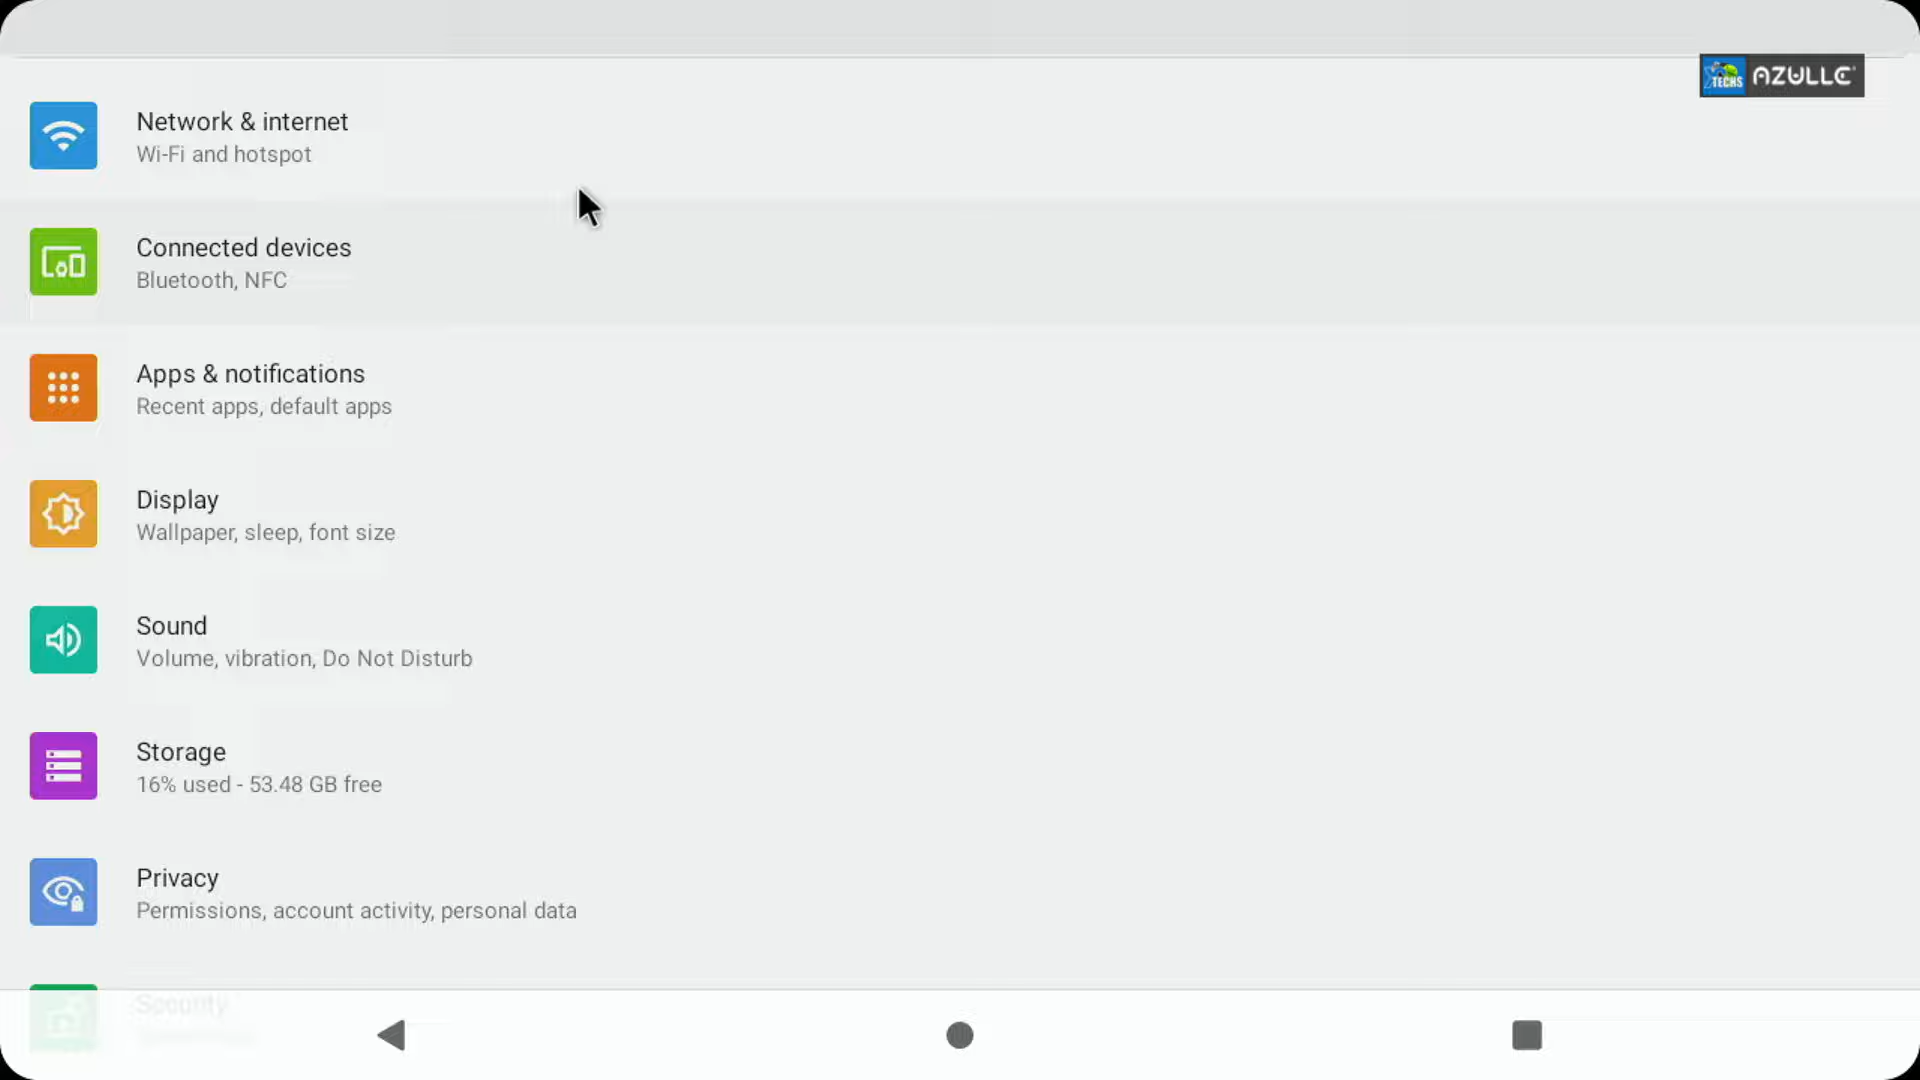 TECHS AZULLE
Network & internet
Wi-Fi and hotspot
Connected devices
Bluetooth, NFC
Apps & notifications
Recent apps, default apps
Display
Wallpaper, sleep, font size
Sound
Volume, vibration, Do Not Disturb
Storage
16% used - 53.48 GB free
Privacy
Permissions, account activity, personal data
Security